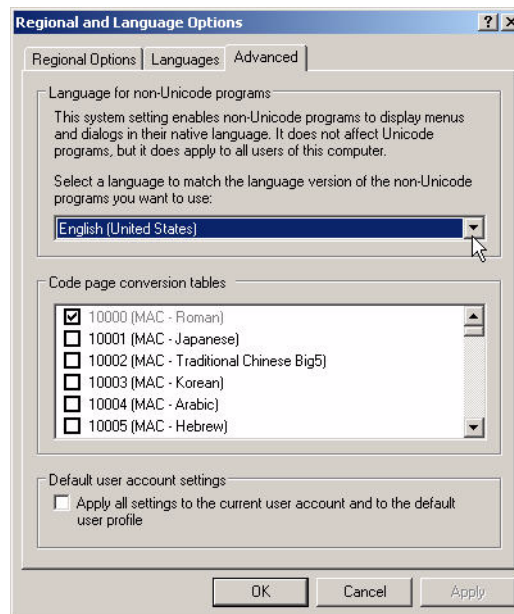 Regional and Language Options
Regional Options Languages Advanced
Language for non-Unicode programs
This system setting enables non-Unicode programs to display menus
and dialogs in their native language. It does not affect Unicode
programs, but it does apply to all users of this computer.
Select a language to match the language version of the non-Unicode
programs you want to use:
English (United States)
Code page conversion tables
10000 (MAC - Roman)
10001 (MAC - Japanese)
10002 (MAC - Traditional Chinese Big5)
10003 (MAC - Korean)
10004 (MAC - Arabic)
10005 (MAC - Hebrew)
Default user account settings
Apply all settings to the current user account and to the default
user profile
OK Cancel Apply